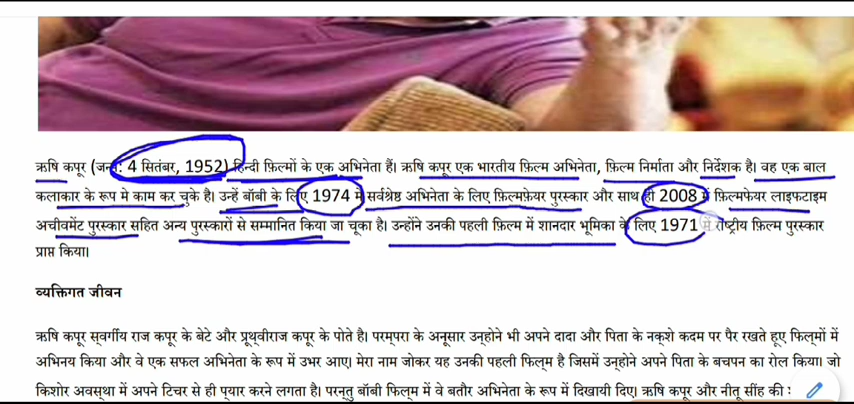 ऋषि कपूर (जन्म: 4 सितंबर, 1952) हिन्दी फ़िल्मों के एक अभिनेता हैं। ऋषि कपूर एक भारतीय फ़िल्म अभिनेता, फ़िल्म निर्माता और निर्देशक है। वह एक बाल
कलाकार के रूप मे काम कर चुके है। उन्हें बॉबी के लिए 1974 में सर्वश्रेष्ठ अभिनेता के लिए फ़िल्मफ़ेयर पुरस्कार और साथ ही 2008 में फ़िल्मफेयर लाइफटाइम
अचीवमेंट पुरस्कार सहित अन्य पुरस्कारों से सम्मानित किया जा चूका है। उन्होंने उनकी पहली फ़िल्म में शानदार भूमिका के लिए 1971 में राष्ट्रीय फ़िल्म पुरस्कार
प्राप्त किया।
व्यक्तिगत जीवन
ऋषि कपूर स्वर्गीय राज कपूर के बेटे और प्रूथ्वीराज कपूर के पोते है। परम्परा के अनूसार उन्होने भी अपने दादा और पिता के नक्शे कदम पर पैर रखते हूए फिल्मों में
अभिनय किया और वे एक सफल अभिनेता के रूप में उभर आए। मेरा नाम जोकर यह उनकी पहली फिल्म है जिसमें उन्होने अपने पिता के बचपन का रोल किया। जो
किशोर अवस्था में अपने टिचर से ही प्यार करने लगता है। परन्तु बॉबी फिल्म में वे बतौर अभिनेता के रूप में दिखायी दिए। ऋषि कपूर और नीतू सींह की